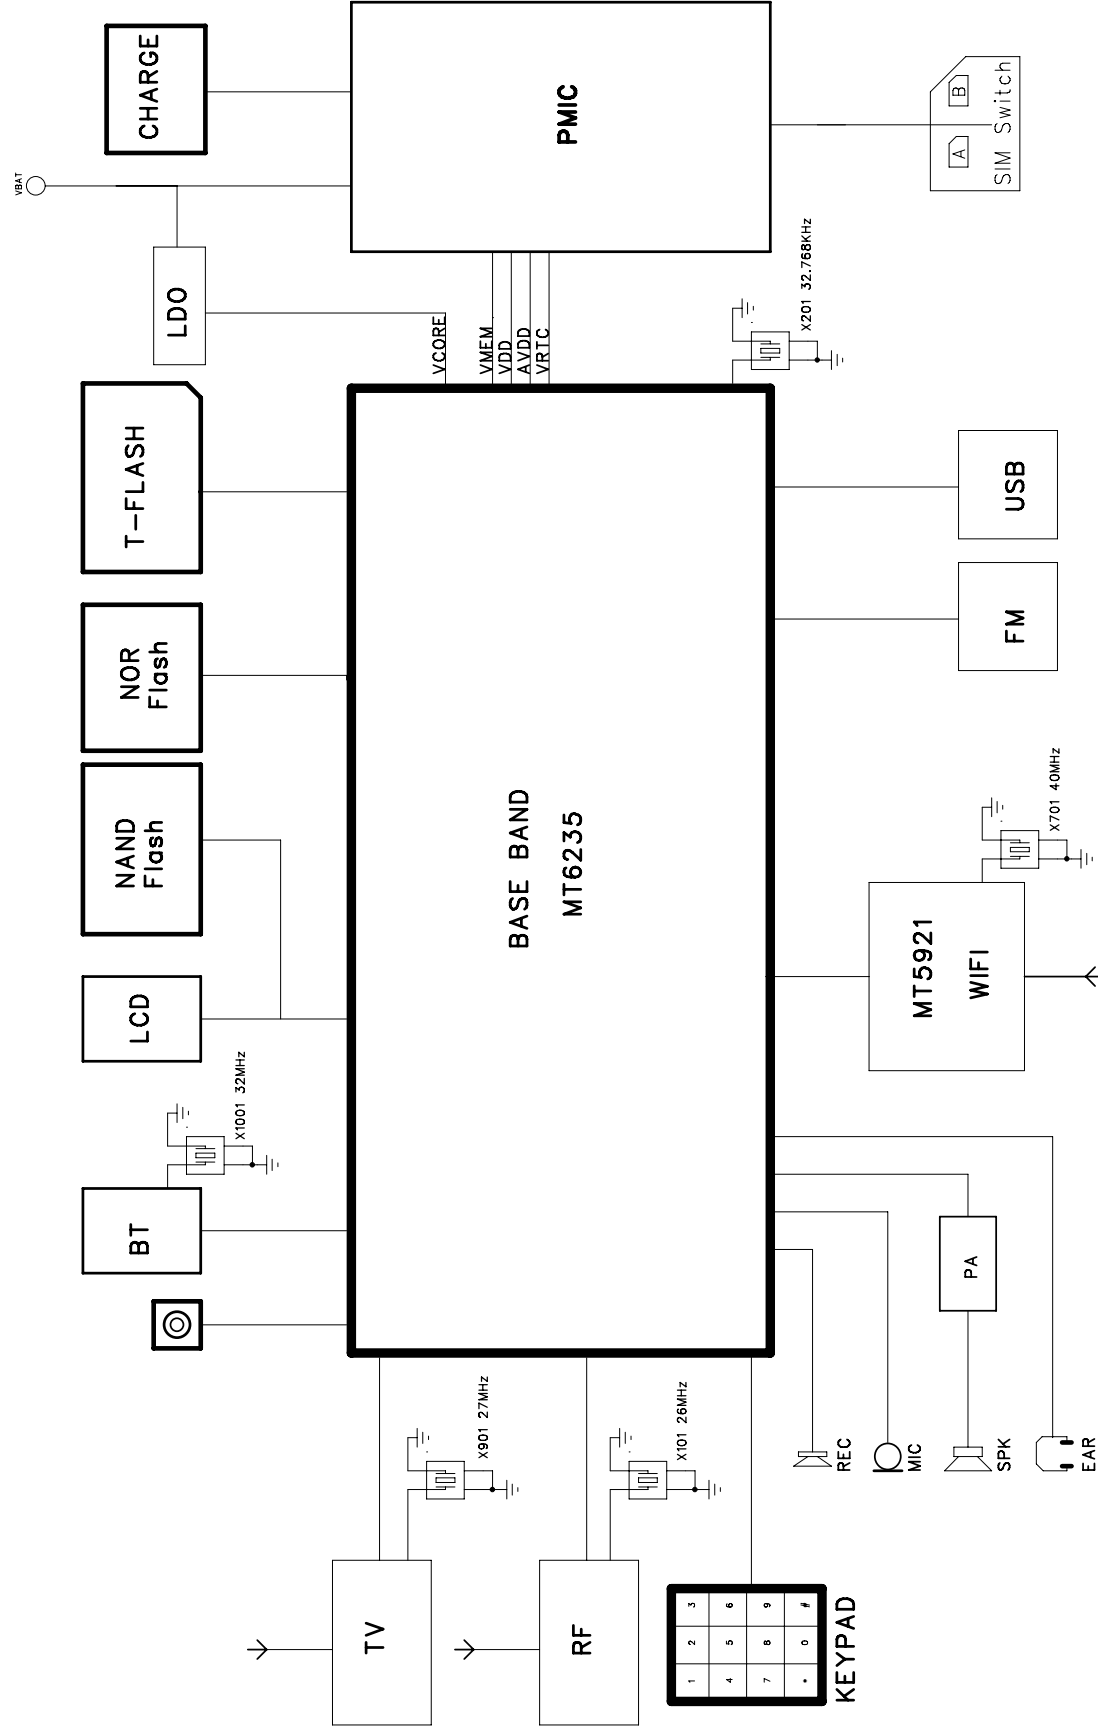 CHARGE
PMIC
A
B
SIM Switch
VBAT
LDO
VCORE
VMEM
VDD
AVDD
VRTC
X201 32.768KHz
T-FLASH
NOR
Flash
NAND
Flash
LCD
X1001 32MHz
BT
BASE BAND
MT6235
USB
FM
X701 40MHz
MT5921
WIFI
PA
X901 27MHz
X101 26MHz
REC
MIC
SPK
EAR
TV
RF
1 2 3
4 5 6
7 8 9
* 0 #
KEYPAD